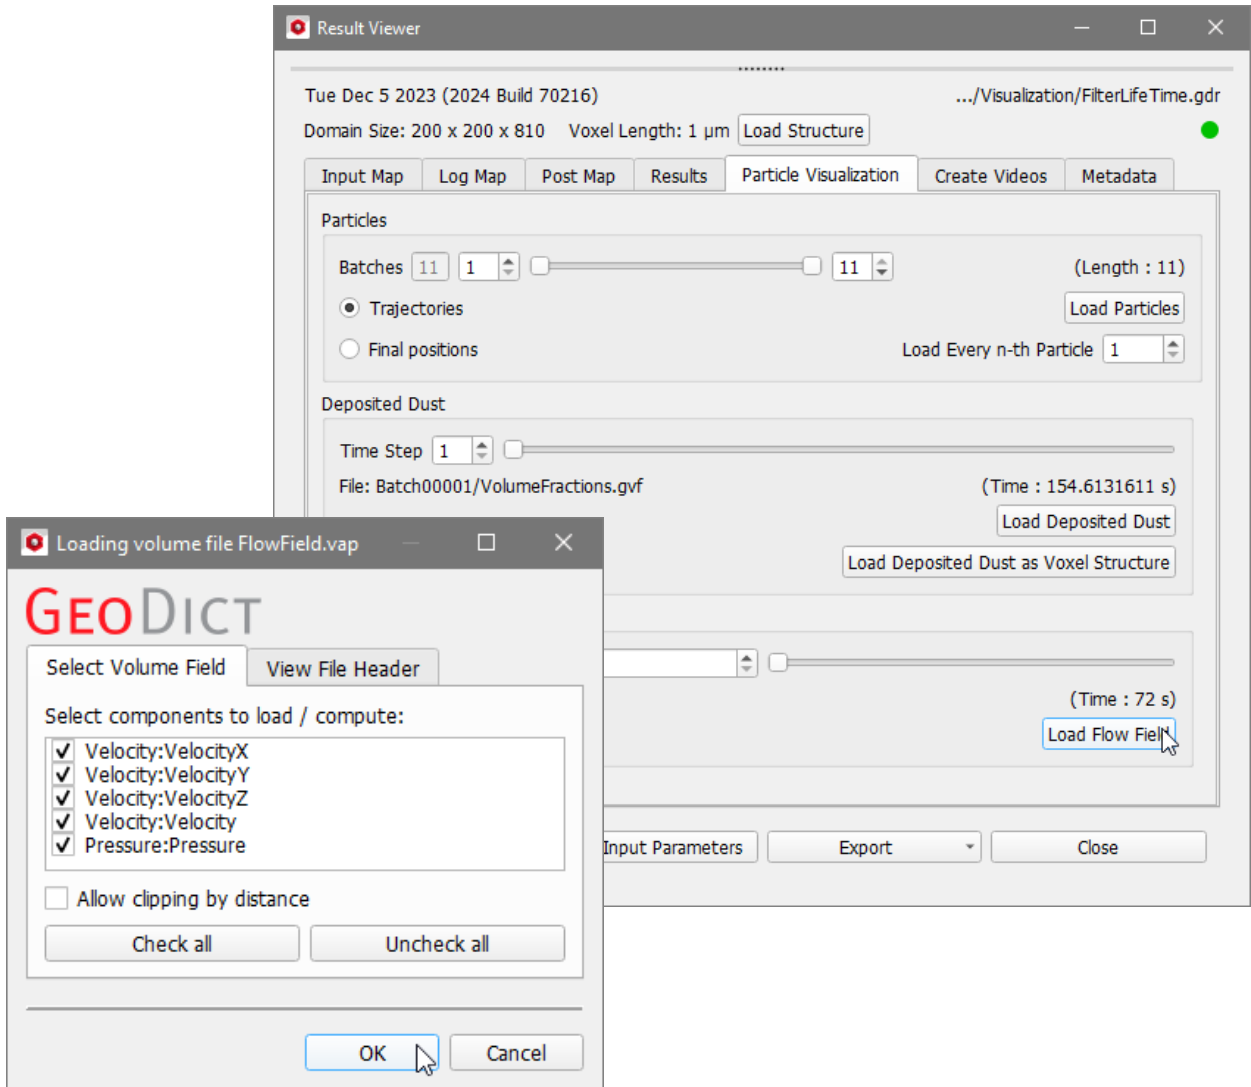 Result Viewer
Tue Dec 5 2023 (2024 Build 70216) .../Visualization/FilterLifeTime.gdr
Domain Size: 200 x 200 x 810 Voxel Length: 1 µm Load Structure
Input Map Log Map Post Map Results Particle Visualization Create Videos Metadata
Particles
Batches 11 1 11 (Length : 11)
Trajectories Load Particles
Final positions Load Every n-th Particle 1
Deposited Dust
Time Step 1
File: Batch00001/VolumeFractions.gvf (Time : 154.6131611 s)
Load Deposited Dust
Load Deposited Dust as Voxel Structure
(Time : 72 s)
Load Flow Field
Input Parameters Export Close
Loading volume file FlowField.vap
GEODICT
Select Volume Field View File Header
Select components to load / compute:
Velocity:VelocityX
Velocity:VelocityY
Velocity:VelocityZ
Velocity:Velocity
Pressure:Pressure
Allow clipping by distance
Check all Uncheck all
OK Cancel